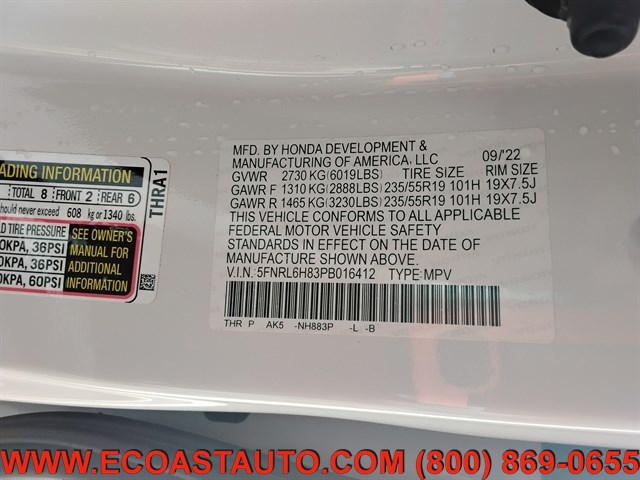 MFD. BY HONDA DEVELOPMENT &
MANUFACTURING OF AMERICA, LLC 09/'22
GVWR 2730 KG(6019LBS) TIRE SIZE RIM SIZE
GAWR F 1310 KG(2888LBS) 235/55R19 101H 19X7.5J
GAWR R 1465 KG(3230LBS) 235/55R19 101H 19X7.5J
THIS VEHICLE CONFORMS TO ALL APPLICABLE
FEDERAL MOTOR VEHICLE SAFETY
STANDARDS IN EFFECT ON THE DATE OF
MANUFACTURE SHOWN ABOVE.
V.I.N.:5FNRL6H83PB016412 TYPE:MPV
THR P AK5 -NH883P -L -B
ADING INFORMATION
TOTAL 8 FRONT 2 REAR 6
hould never exceed 608 kg or 1340 lbs.
D TIRE PRESSURE
0KPA, 36PSI
0KPA, 36PSI
0KPA, 60PSI
SEE OWNER'S
MANUAL FOR
ADDITIONAL
INFORMATION
THRA1
WWW.ECOASTAUTO.COM (800) 869-0655